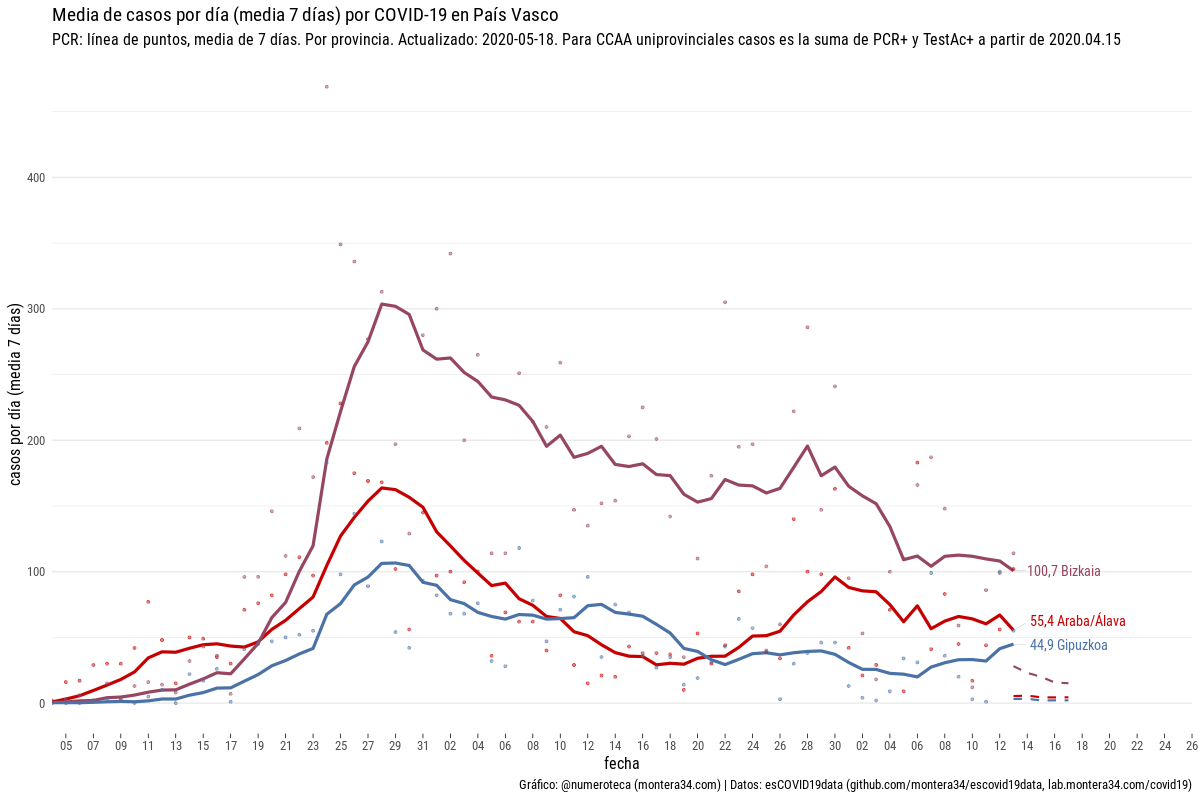 Media de casos por día (media 7 días) por COVID-19 en País Vasco
PCR: línea de puntos, media de 7 días. Por provincia. Actualizado: 2020-05-18. Para CCAA uniprovinciales casos es la suma de PCR+ y TestAc+ a partir de 2020.04.15
casos por día (media 7 días)
400
300
200
100
0
100,7 Bizkaia
55,4 Araba/Álava
44,9 Gipuzkoa
05 07 09 11 13 15 17 19 21 23 25 27 29 31 02 04 06 08 10 12 14 16 18 20 22 24 26 28 30 02 04 06 08 10 12 14 16 18 20 22 24 26
fecha
Gráfico: @numeroteca (montera34.com) | Datos: esCOVID19data (github.com/montera34/escovid19data, lab.montera34.com/covid19)